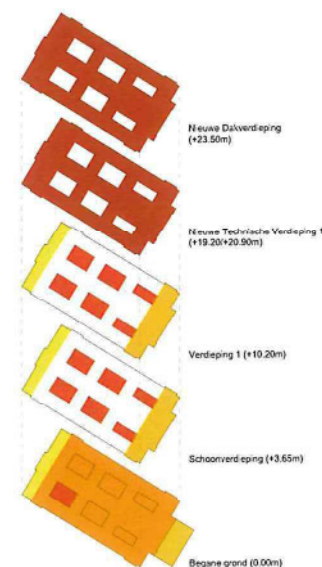 Nieuwe Dakverdieping
(+23.50m)
Nieuwe Technische Verdieping 1
(+19.20/+20.90m)
Verdieping 1 (+10.20m)
Schoonverdieping (+3.65m)
Begane grond (0.00m)